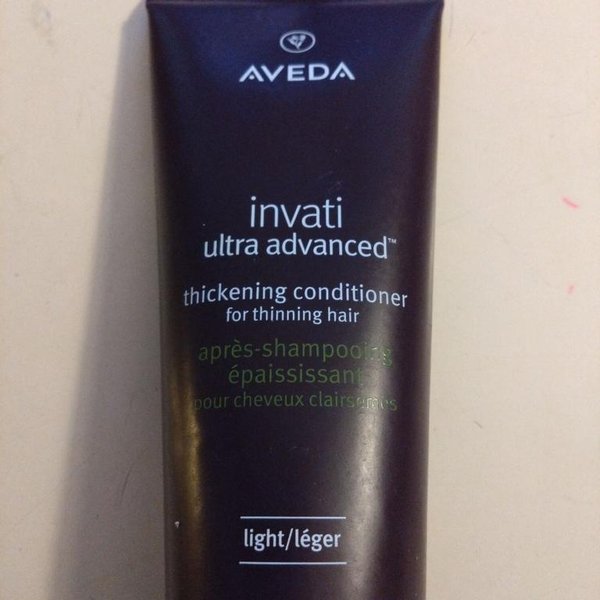 AVEDA
invati
ultra advanced™
thickening conditioner
for thinning hair
après-shampooing
épaississant
pour cheveux clairsemés
light/léger